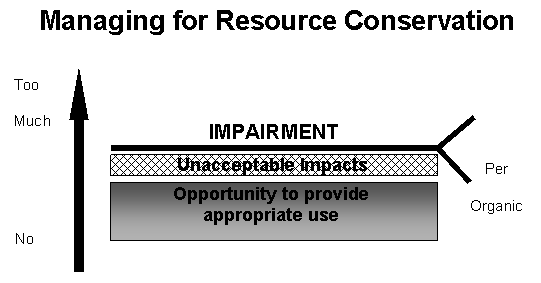 Managing for Resource Conservation
Too
Much
IMPAIRMENT
Unacceptable Impacts
Per
Opportunity to provide
appropriate use
Organic
No